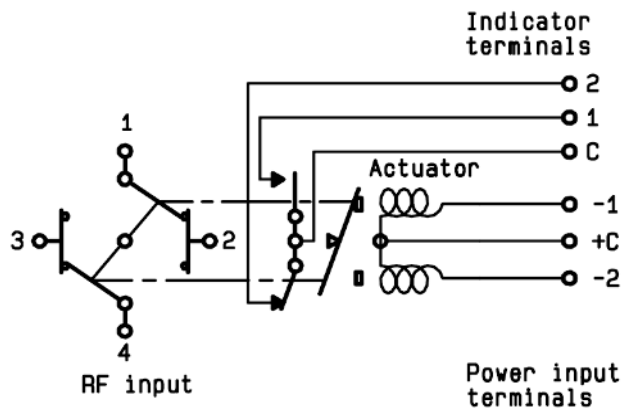 Indicator
terminals
2
1
C
1
Actuator
-1
3
2
+C
-2
4
RF input
Power input
terminals